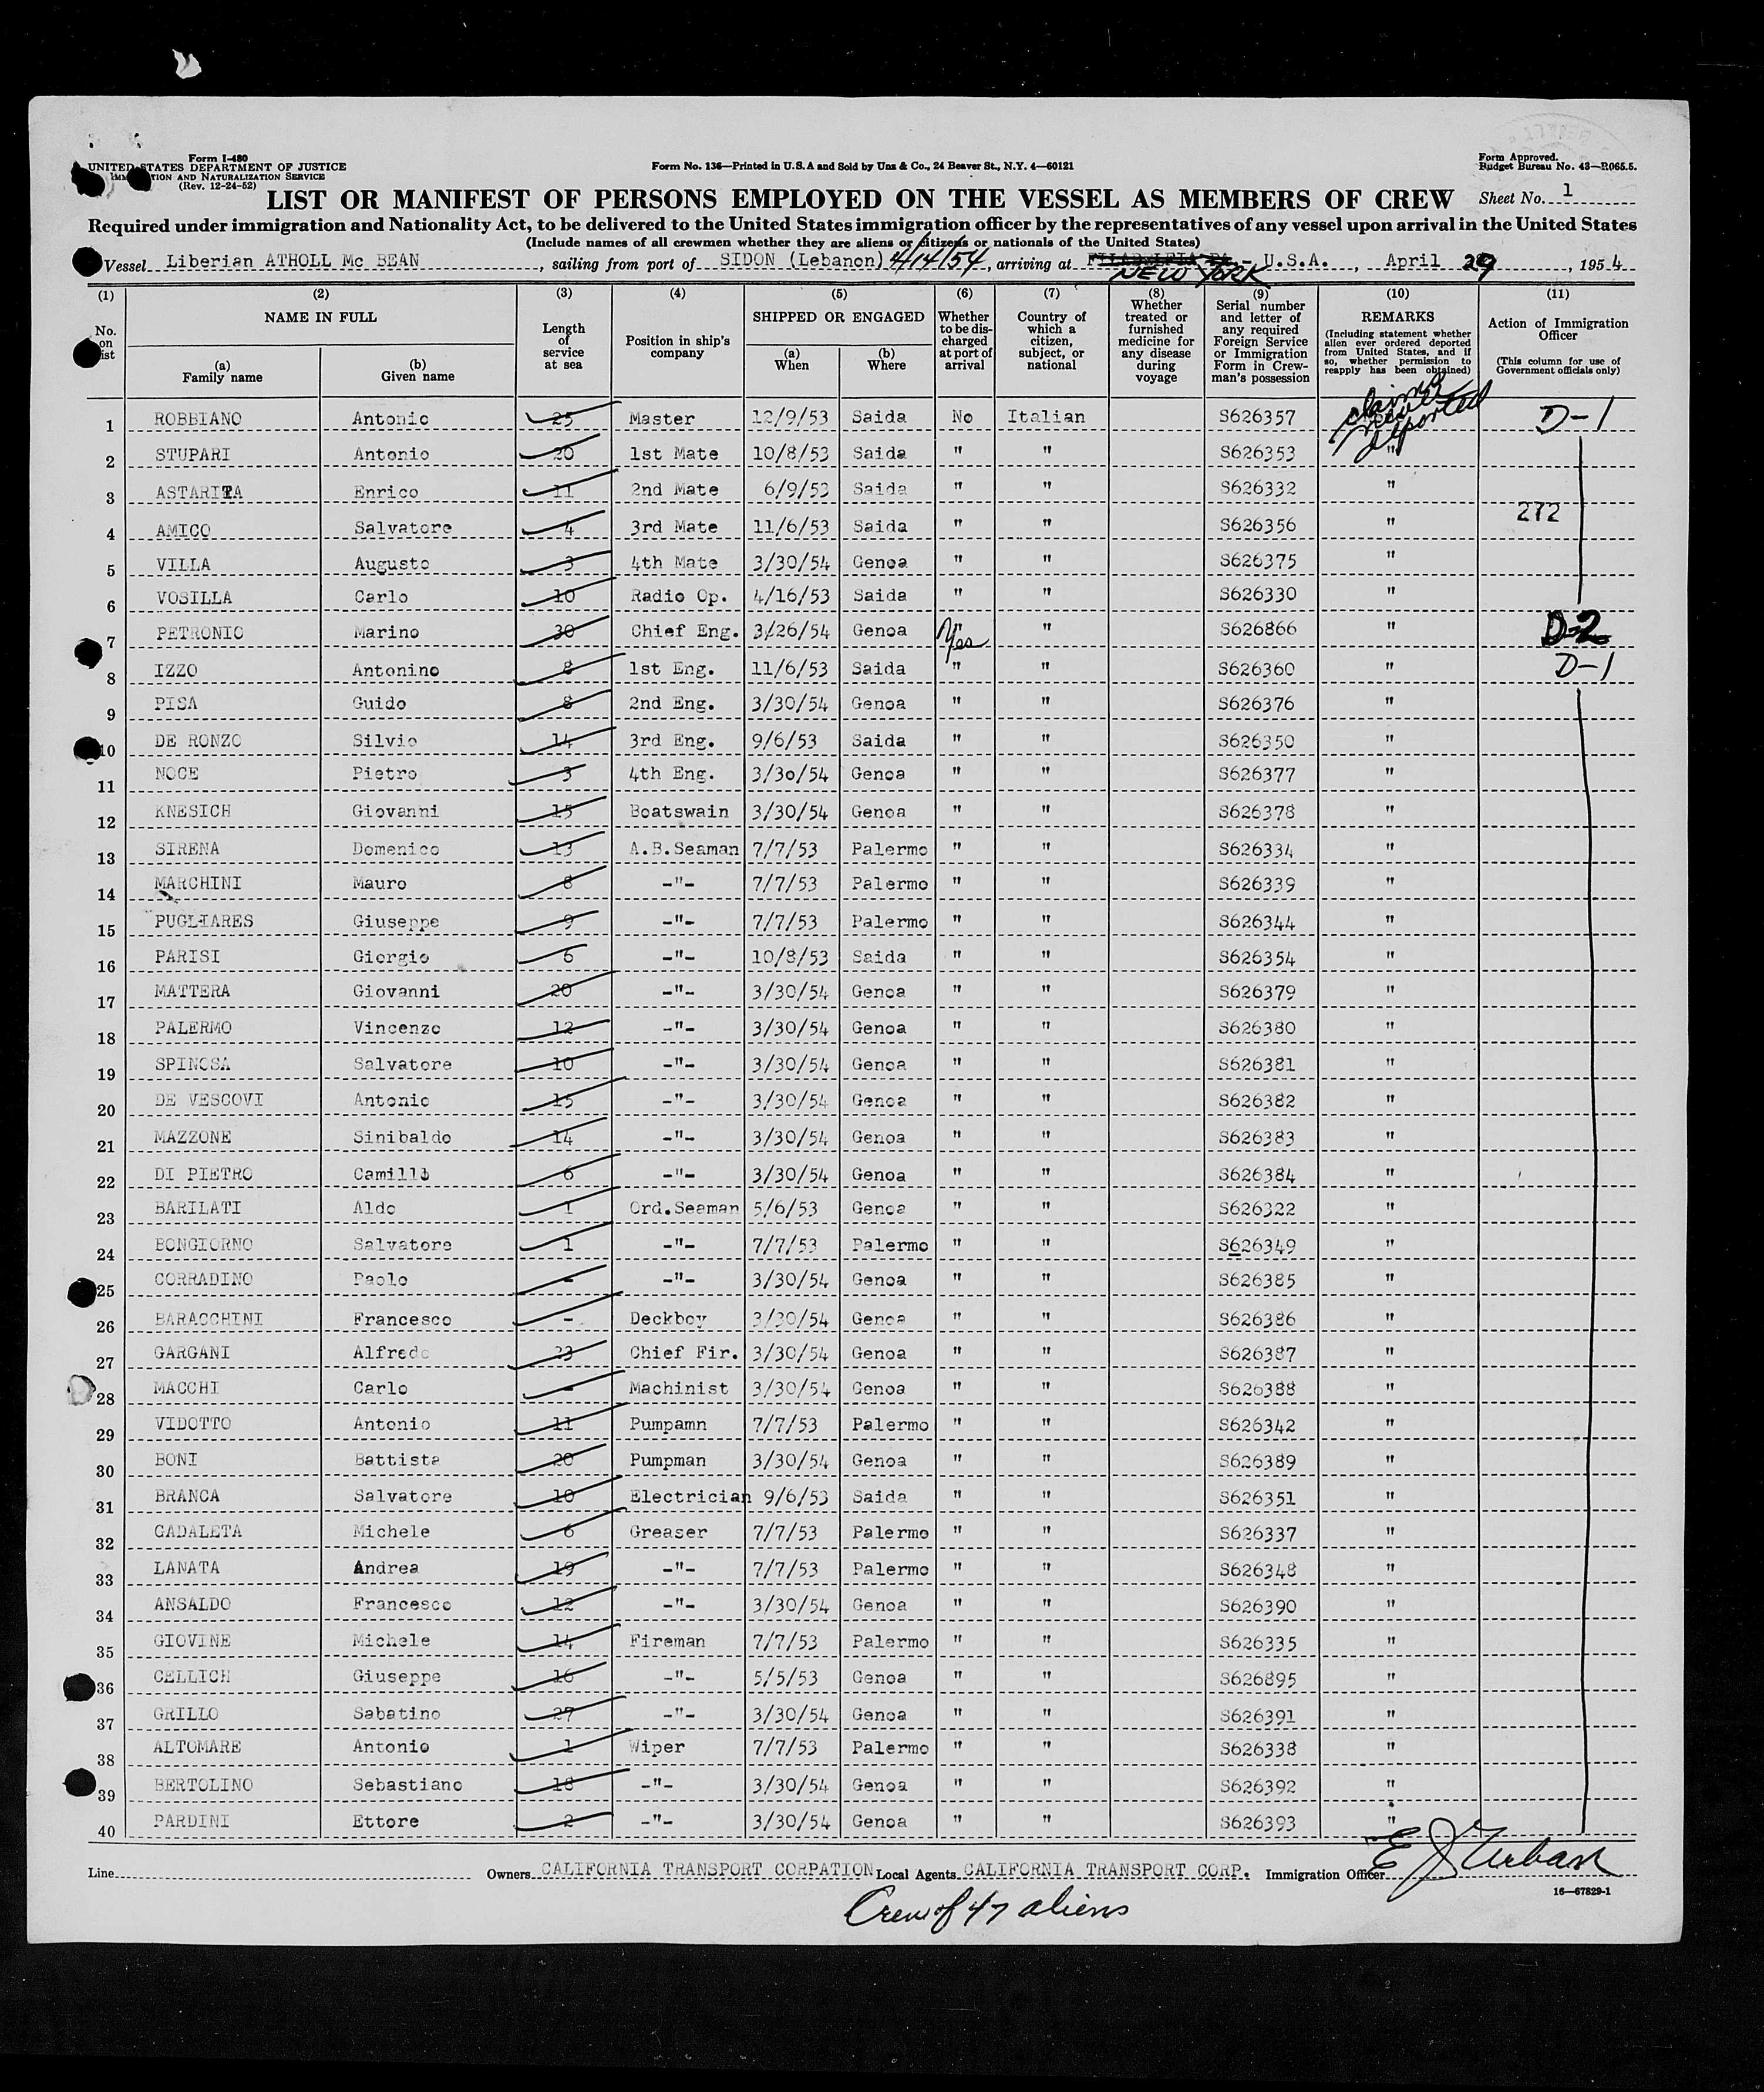 Form I-480
UNITED STATES DEPARTMENT OF JUSTICE
IMMIGRATION AND NATURALIZATION SERVICE
(Rev. 12-24-52)
Form No. 136—Printed in U.S.A and Sold by Unz & Co., 24 Beaver St., N.Y. 4—60121
Form Approved.
Budget Bureau No. 43—R065.5.
LIST OR MANIFEST OF PERSONS EMPLOYED ON THE VESSEL AS MEMBERS OF CREW
Sheet No. 1
Required under immigration and Nationality Act, to be delivered to the United States immigration officer by the representatives of any vessel upon arrival in the United States
(Include names of all crewmen whether they are aliens or citizens or nationals of the United States)
Vessel Liberian ATHOLL Mc BEAN, sailing from port of SIDON (Lebanon) 4/14/54, arriving at NEW YORK - U.S.A., April 29, 1954
(1) (2) (3) (4) (5) (6) (7) (8) (9) (10) (11)
No. on list
NAME IN FULL
(a) Family name
(b) Given name
Length of service at sea
Position in ship's company
SHIPPED OR ENGAGED
(a) When
(b) Where
Whether to be discharged at port of arrival
Country of which a citizen, subject, or national
Whether treated or furnished medicine for any disease during voyage
Serial number and letter of any required Foreign Service or Immigration Form in Crewman's possession
REMARKS
(Including statement whether alien ever ordered deported from United States, and if so, whether permission to reapply has been obtained)
Action of Immigration Officer
(This column for use of Government officials only)
claims never deported
1 ROBBIANO Antonio 25 Master 12/9/53 Saida No Italian S626357 D-1
2 STUPARI Antonio 20 1st Mate 10/8/53 Saida " " S626353 "
3 ASTARITA Enrico 11 2nd Mate 6/9/53 Saida " " S626332 "
272
4 AMICO Salvatore 4 3rd Mate 11/6/53 Saida " " S626356 "
5 VILLA Augusto 3 4th Mate 3/30/54 Genoa " " S626375 "
6 VOSILLA Carlo 10 Radio Op. 4/16/53 Saida " " S626330 "
7 PETRONIO Marino 30 Chief Eng. 3/26/54 Genoa " Yes " S626866 " D-2
8 IZZO Antonino 8 1st Eng. 11/6/53 Saida " " S626360 " D-1
9 PISA Guido 8 2nd Eng. 3/30/54 Genoa " " S626376 "
10 DE RONZO Silvio 14 3rd Eng. 9/6/53 Saida " " S626350 "
11 NOCE Pietro 3 4th Eng. 3/30/54 Genoa " " S626377 "
12 KNESICH Giovanni 15 Boatswain 3/30/54 Genoa " " S626378 "
13 SIRENA Domenico 13 A.B.Seaman 7/7/53 Palermo " " S626334 "
14 MARCHINI Mauro 8 -"- 7/7/53 Palermo " " S626339 "
15 PUGLIARES Giuseppe 9 -"- 7/7/53 Palermo " " S626344 "
16 PARISI Giorgio 6 -"- 10/8/53 Saida " " S626354 "
17 MATTERA Giovanni 20 -"- 3/30/54 Genoa " " S626379 "
18 PALERMO Vincenzo 12 -"- 3/30/54 Genoa " " S626380 "
19 SPINOSA Salvatore 10 -"- 3/30/54 Genoa " " S626381 "
20 DE VESCOVI Antonio 15 -"- 3/30/54 Genoa " " S626382 "
21 MAZZONE Sinibaldo 14 -"- 3/30/54 Genoa " " S626383 "
22 DI PIETRO Camillo 6 -"- 3/30/54 Genoa " " S626384 "
23 BARILATI Aldo 1 Ord.Seaman 5/6/53 Genoa " " S626322 "
24 BONGIORNO Salvatore 1 -"- 7/7/53 Palermo " " S626349 "
25 CORRADINO Paolo - -"- 3/30/54 Genoa " " S626385 "
26 BARACCHINI Francesco - Deckboy 3/30/54 Genoa " " S626386 "
27 GARGANI Alfredo 23 Chief Fir. 3/30/54 Genoa " " S626387 "
28 MACCHI Carlo - Machinist 3/30/54 Genoa " " S626388 "
29 VIDOTTO Antonio 11 Pumpamn 7/7/53 Palermo " " S626342 "
30 BONI Battista 20 Pumpman 3/30/54 Genoa " " S626389 "
31 BRANCA Salvatore 10 Electrician 9/6/53 Saida " " S626351 "
32 CADALETA Michele 6 Greaser 7/7/53 Palermo " " S626337 "
33 LANATA Andrea 19 -"- 7/7/53 Palermo " " S626348 "
34 ANSALDO Francesco 12 -"- 3/30/54 Genoa " " S626390 "
35 GIOVINE Michele 14 Fireman 7/7/53 Palermo " " S626335 "
36 CELLICH Giuseppe 16 -"- 5/5/53 Genoa " " S626895 "
37 GRILLO Sabatino 27 -"- 3/30/54 Genoa " " S626391 "
38 ALTOMARE Antonio 1 Wiper 7/7/53 Palermo " " S626338 "
39 BERTOLINO Sebastiano 18 -"- 3/30/54 Genoa " " S626392 "
40 PARDINI Ettore 2 -"- 3/30/54 Genoa " " S626393 "
Line Owners CALIFORNIA TRANSPORT CORPATION Local Agents CALIFORNIA TRANSPORT CORP. Immigration Officer E J Urban
16—67829-1
Crew of 47 aliens